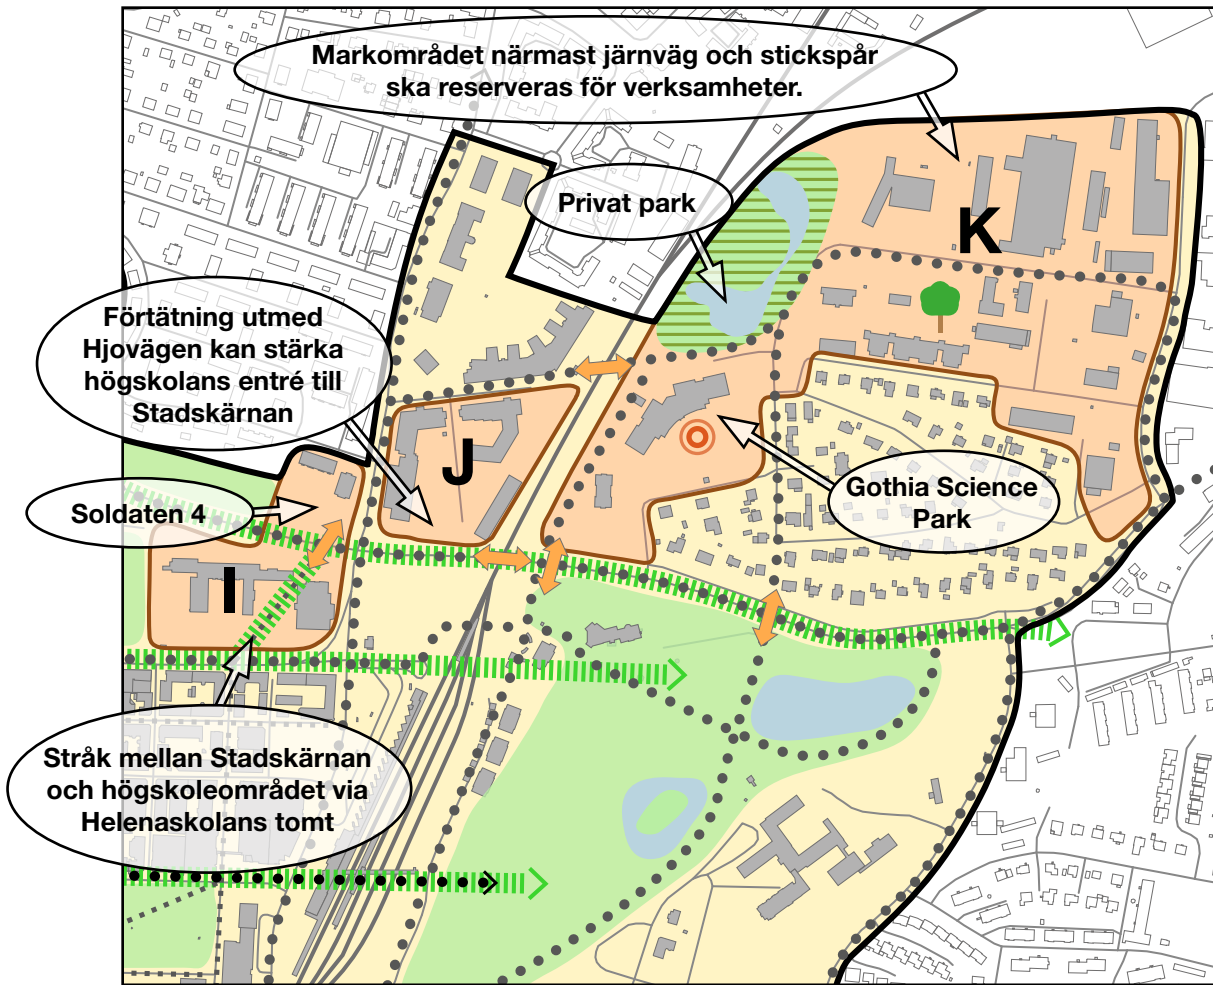 Markområdet närmast järnväg och stickspår
ska reserveras för verksamheter.
Privat park
K
Förtätning utmed
Hjovägen kan stärka
högskolans entré till
Stadskärnan
J
Gothia Science
Park
Soldaten 4
I
Stråk mellan Stadskärnan
och högskoleområdet via
Helenaskolans tomt